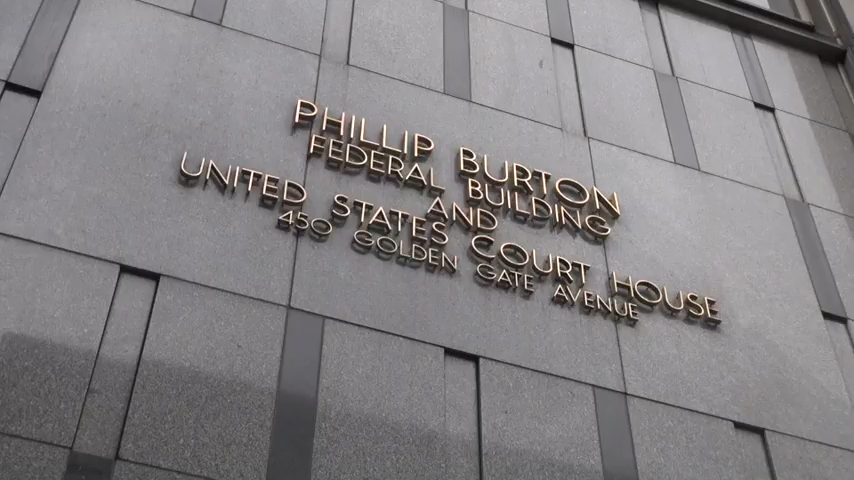 PHILLIP BURTON
FEDERAL BUILDING
AND
UNITED STATES COURT HOUSE
450 GOLDEN GATE AVENUE